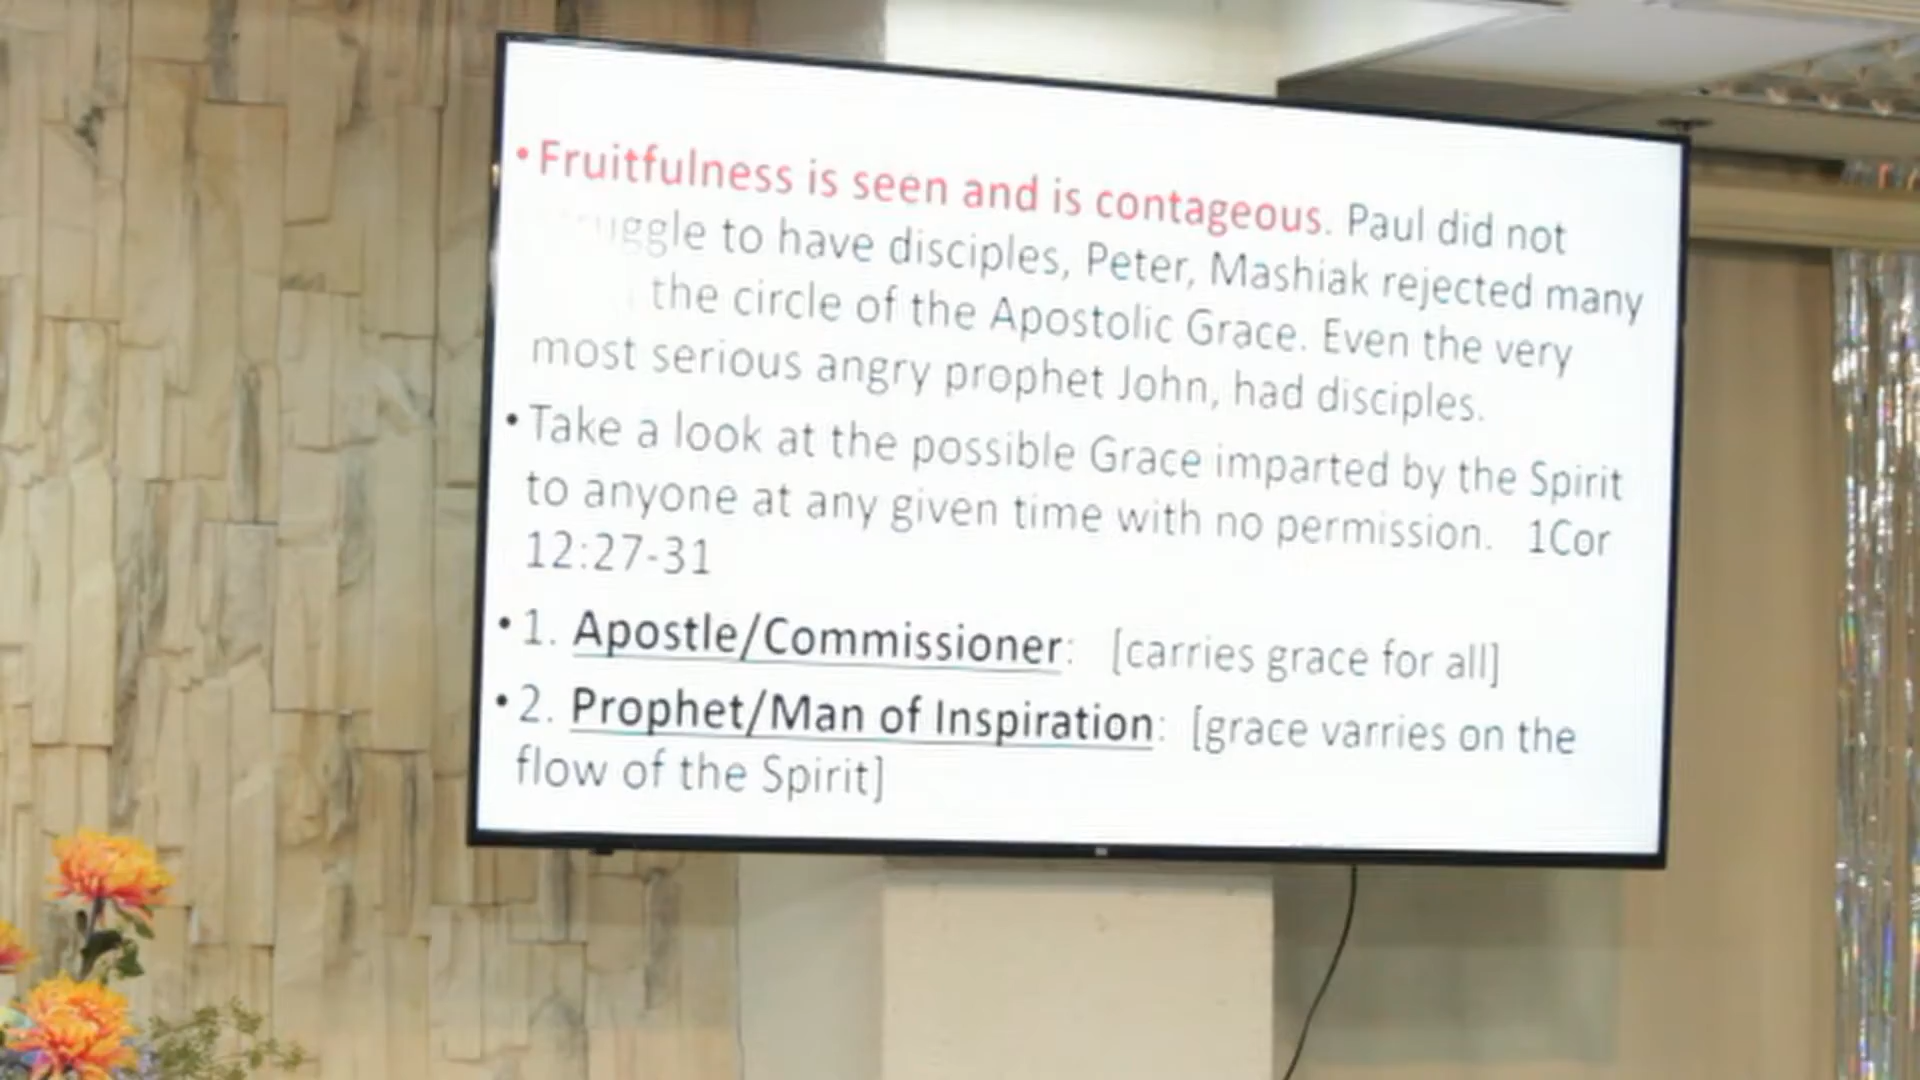 • Fruitfulness is seen and is contageous. Paul did not
uggle to have disciples, Peter, Mashiak rejected many
the circle of the Apostolic Grace. Even the very
most serious angry prophet John, had disciples.
• Take a look at the possible Grace imparted by the Spirit
to anyone at any given time with no permission. 1Cor
12:27-31
• 1. Apostle/Commissioner: [carries grace for all]
• 2. Prophet/Man of Inspiration: [grace varries on the
flow of the Spirit]